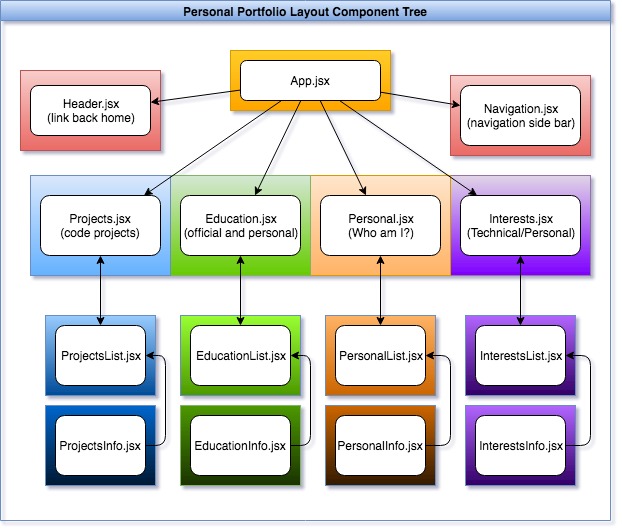 Personal Portfolio Layout Component Tree
App.jsx
Header.jsx
(link back home)
Navigation.jsx
(navigation side bar)
Projects.jsx
(code projects)
Education.jsx
(official and personal)
Personal.jsx
(Who am I?)
Interests.jsx
(Technical/Personal)
ProjectsList.jsx
EducationList.jsx
PersonalList.jsx
InterestsList.jsx
ProjectsInfo.jsx
EducationInfo.jsx
PersonalInfo.jsx
InterestsInfo.jsx